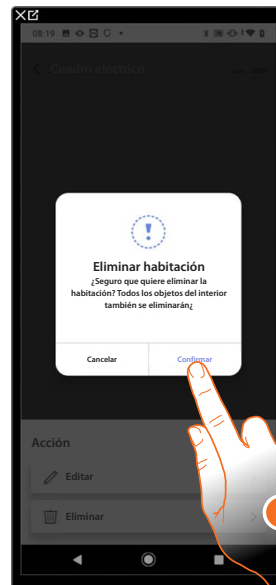 08:19
Cuadro eléctrico
Eliminar habitación
¿Seguro que quiere eliminar la
habitación? Todos los objetos del interior
también se eliminarán¿
Cancelar Confirmar
Acción
Editar
Eliminar